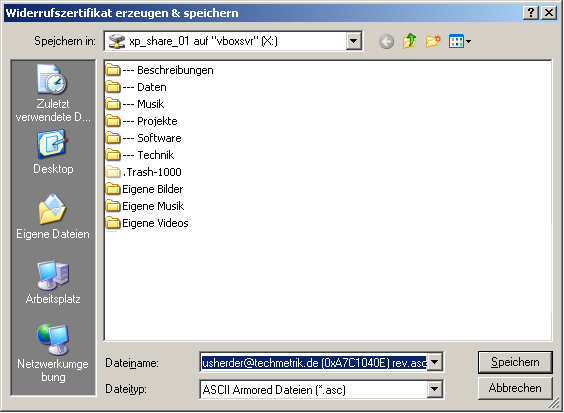 Widerrufszertifikat erzeugen & speichern
Speichern in:
xp_share_01 auf "vboxsvr" (X:)
Zuletzt
verwendete D...
Desktop
Eigene Dateien
Arbeitsplatz
Netzwerkumge
bung
--- Beschreibungen
--- Daten
--- Musik
--- Projekte
--- Software
--- Technik
.Trash-1000
Eigene Bilder
Eigene Musik
Eigene Videos
Dateiname:
usherder@techmetrik.de (0xA7C1040E) rev.asc
Speichern
Dateityp:
ASCII Armored Dateien (*.asc)
Abbrechen